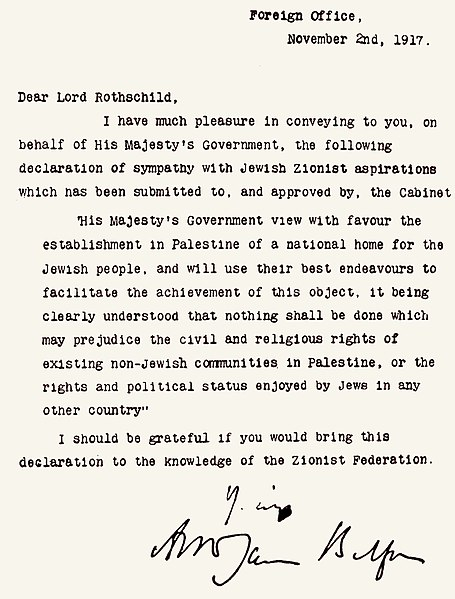 Foreign Office,
November 2nd, 1917.
Dear Lord Rothschild,
I have much pleasure in conveying to you, on
behalf of His Majesty's Government, the following
declaration of sympathy with Jewish Zionist aspirations
which has been submitted to, and approved by, the Cabinet
"His Majesty's Government view with favour the
establishment in Palestine of a national home for the
Jewish people, and will use their best endeavours to
facilitate the achievement of this object, it being
clearly understood that nothing shall be done which
may prejudice the civil and religious rights of
existing non-Jewish communities in Palestine, or the
rights and political status enjoyed by Jews in any
other country"
I should be grateful if you would bring this
declaration to the knowledge of the Zionist Federation.
Arthur James Balfour